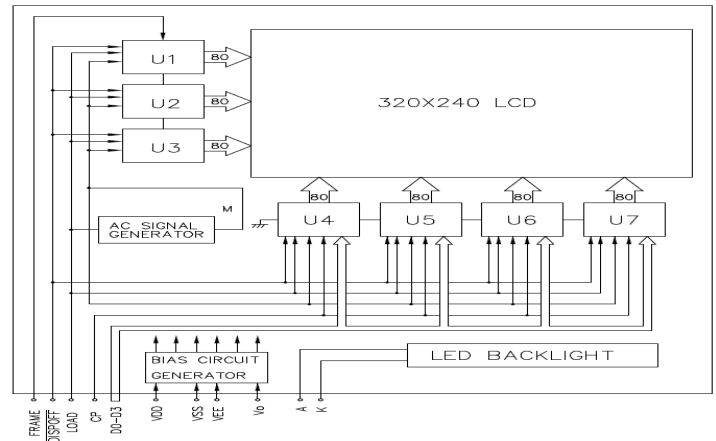 U1
80
U2
80
U3
80
320X240 LCD
80
80
80
80
M
AC SIGNAL
GENERATOR
U4
U5
U6
U7
BIAS CIRCUIT
GENERATOR
LED BACKLIGHT
FRAME
DISPOFF
LOAD
CP
D0-D3
VDD
VSS
VEE
Vo
A
K